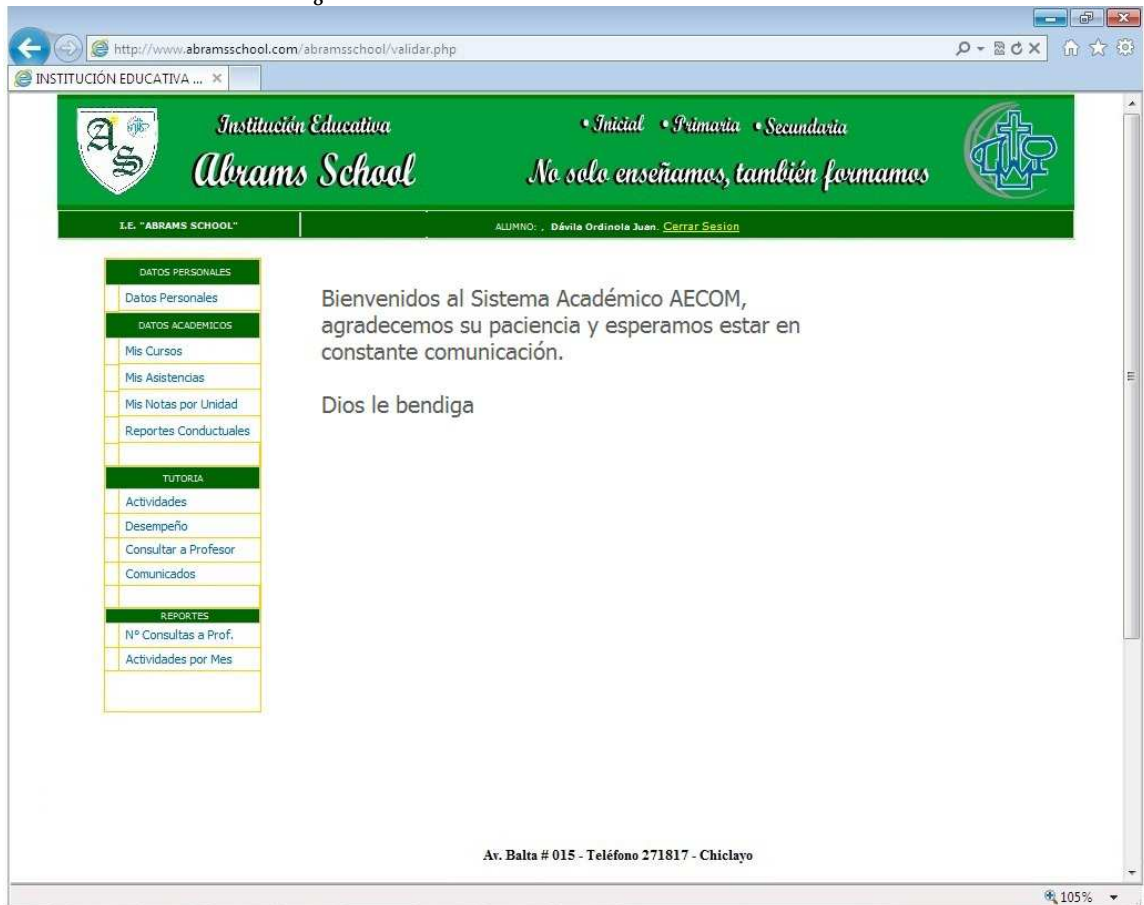 http://www.abramsschool.com/abramsschool/validar.php
INSTITUCIÓN EDUCATIVA ...
AS
Institución Educativa
Abrams School
• Inicial • Primaria • Secundaria
No solo enseñamos, también formamos
I.E. "ABRAMS SCHOOL"
ALUMNO: , Dávila Ordinola Juan. Cerrar Sesion
DATOS PERSONALES
Datos Personales
DATOS ACADEMICOS
Mis Cursos
Mis Asistencias
Mis Notas por Unidad
Reportes Conductuales
TUTORIA
Actividades
Desempeño
Consultar a Profesor
Comunicados
REPORTES
Nº Consultas a Prof.
Actividades por Mes
Bienvenidos al Sistema Académico AECOM,
agradecemos su paciencia y esperamos estar en
constante comunicación.
Dios le bendiga
Av. Balta # 015 - Teléfono 271817 - Chiclayo
105%